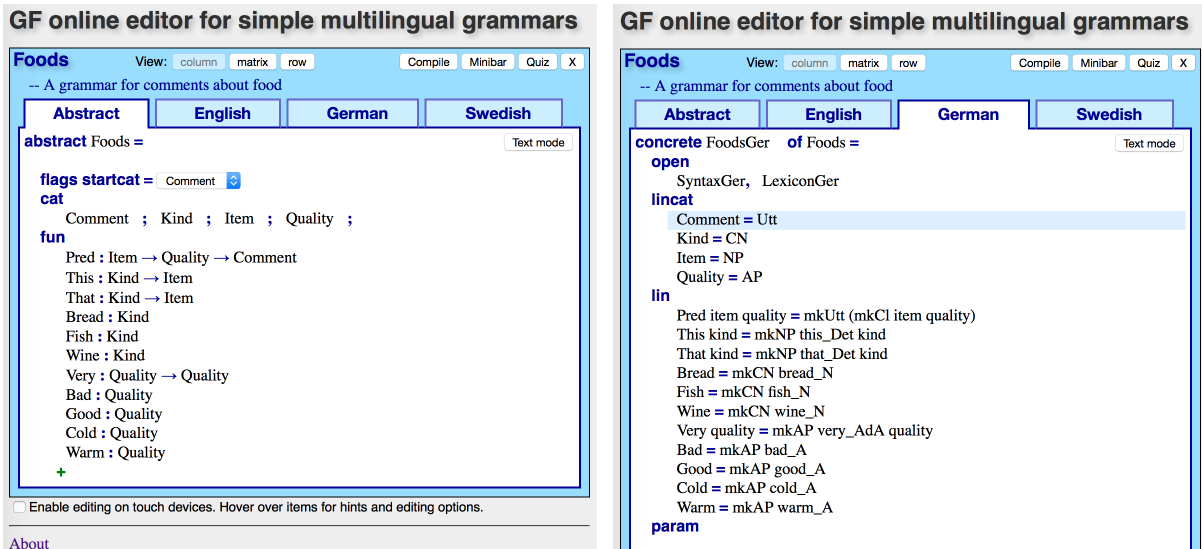 GF online editor for simple multilingual grammars
Foods View: column matrix row Compile Minibar Quiz X
-- A grammar for comments about food
Abstract English German Swedish
abstract Foods = Text mode
flags startcat = Comment
cat
Comment ; Kind ; Item ; Quality ;
fun
Pred : Item → Quality → Comment
This : Kind → Item
That : Kind → Item
Bread : Kind
Fish : Kind
Wine : Kind
Very : Quality → Quality
Bad : Quality
Good : Quality
Cold : Quality
Warm : Quality
+
Enable editing on touch devices. Hover over items for hints and editing options.
About
GF online editor for simple multilingual grammars
Foods View: column matrix row Compile Minibar Quiz X
-- A grammar for comments about food
Abstract English German Swedish
concrete FoodsGer of Foods = Text mode
open
SyntaxGer, LexiconGer
lincat
Comment = Utt
Kind = CN
Item = NP
Quality = AP
lin
Pred item quality = mkUtt (mkCl item quality)
This kind = mkNP this_Det kind
That kind = mkNP that_Det kind
Bread = mkCN bread_N
Fish = mkCN fish_N
Wine = mkCN wine_N
Very quality = mkAP very_AdA quality
Bad = mkAP bad_A
Good = mkAP good_A
Cold = mkAP cold_A
Warm = mkAP warm_A
param